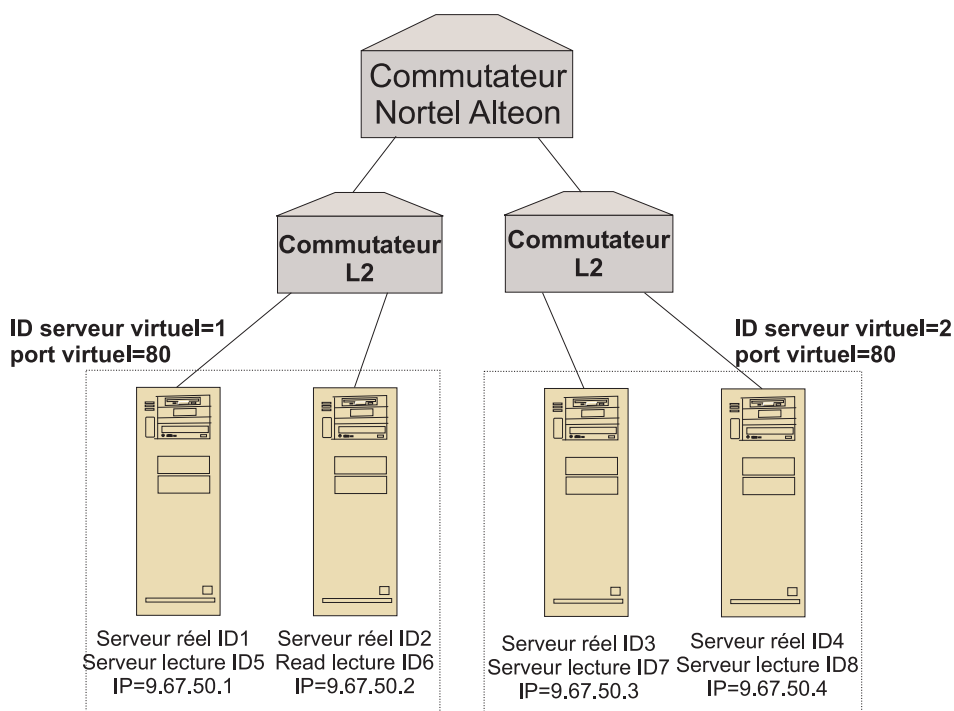 Commutateur
Nortel Alteon
Commutateur
L2
Commutateur
L2
ID serveur virtuel=1
port virtuel=80
ID serveur virtuel=2
port virtuel=80
Serveur réel ID1
Serveur lecture ID5
IP=9.67.50.1
Serveur réel ID2
Read lecture ID6
IP=9.67.50.2
Serveur réel ID3
Serveur lecture ID7
IP=9.67.50.3
Serveur réel ID4
Serveur lecture ID8
IP=9.67.50.4